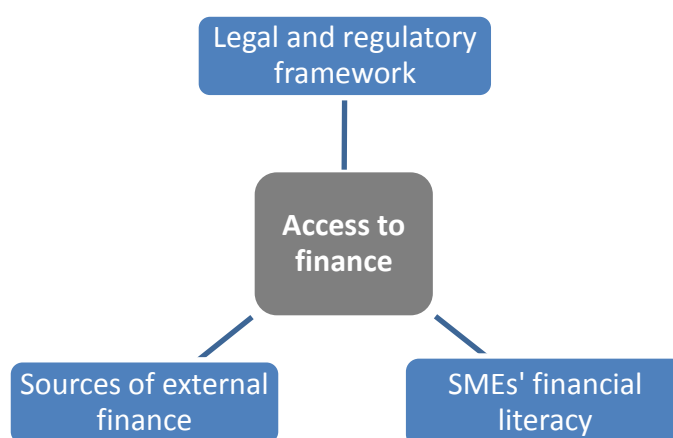 Legal and regulatory
framework
Access to
finance
Sources of external
finance
SMEs' financial
literacy